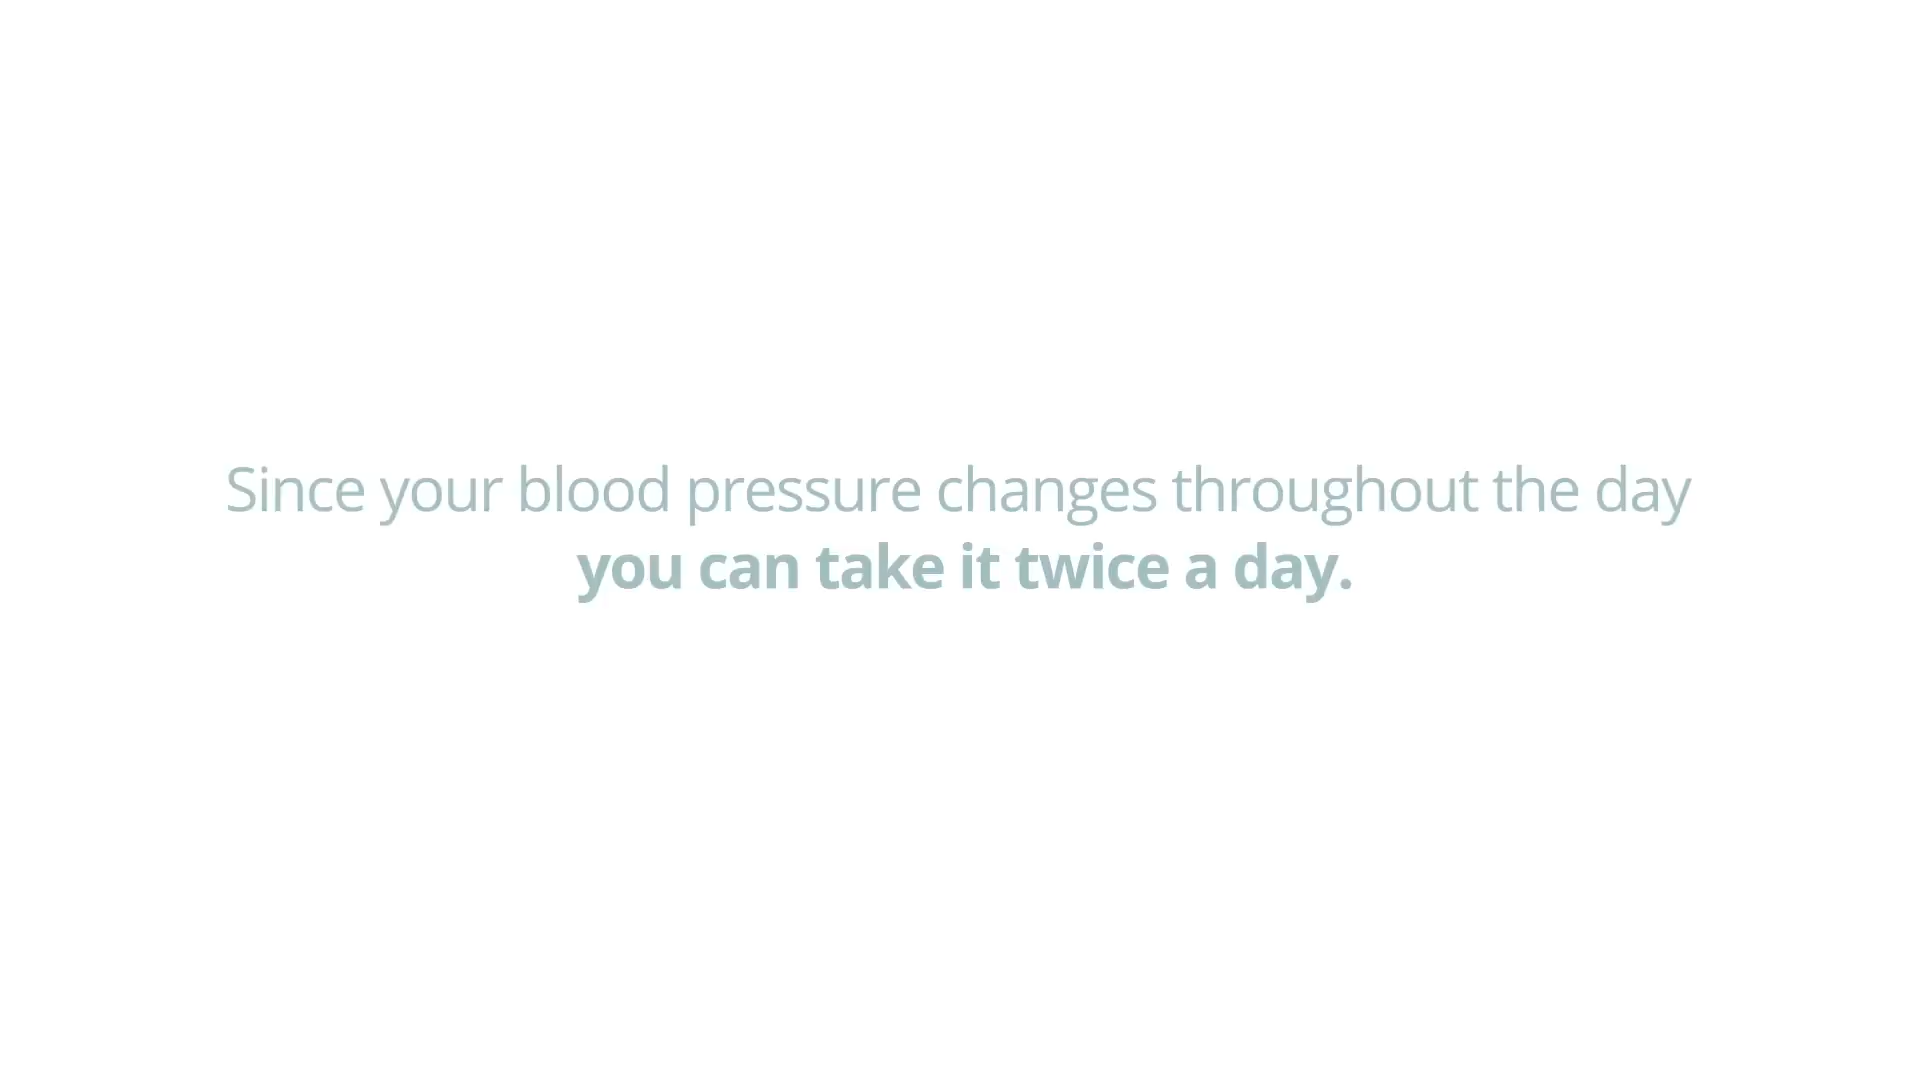 Since your blood pressure changes throughout the day
you can take it twice a day.